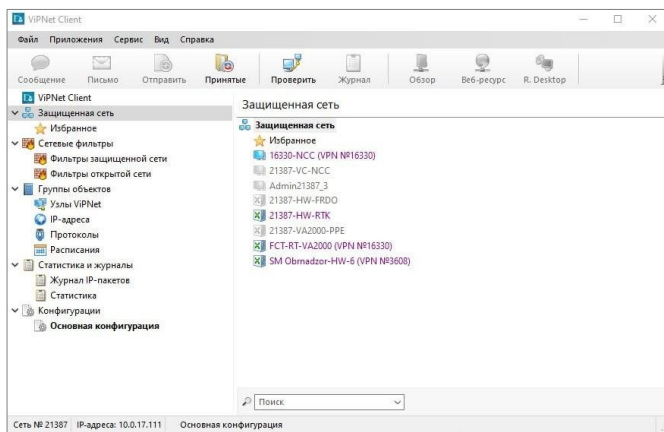 ViPNet Client
Файл Приложения Сервис Вид Справка
Сообщение Письмо Отправить Принятые Проверить Журнал Обзор Веб-ресурс R. Desktop
ViPNet Client
Защищенная сеть
Избранное
Сетевые фильтры
Фильтры защищенной сети
Фильтры открытой сети
Группы объектов
Узлы ViPNet
IP-адреса
Протоколы
Расписания
Статистика и журналы
Журнал IP-пакетов
Статистика
Конфигурации
Основная конфигурация
Защищенная сеть
Защищенная сеть
Избранное
16330-NCC (VPN №16330)
21387-VC-NCC
Admin21387_3
21387-HW-FRDO
21387-HW-RTK
21387-VA2000-PPE
FCT-RT-VA2000 (VPN №16330)
SM Obrnadzor-HW-6 (VPN №3608)
Поиск
Сеть № 21387 IP-адреса: 10.0.17.111 Основная конфигурация